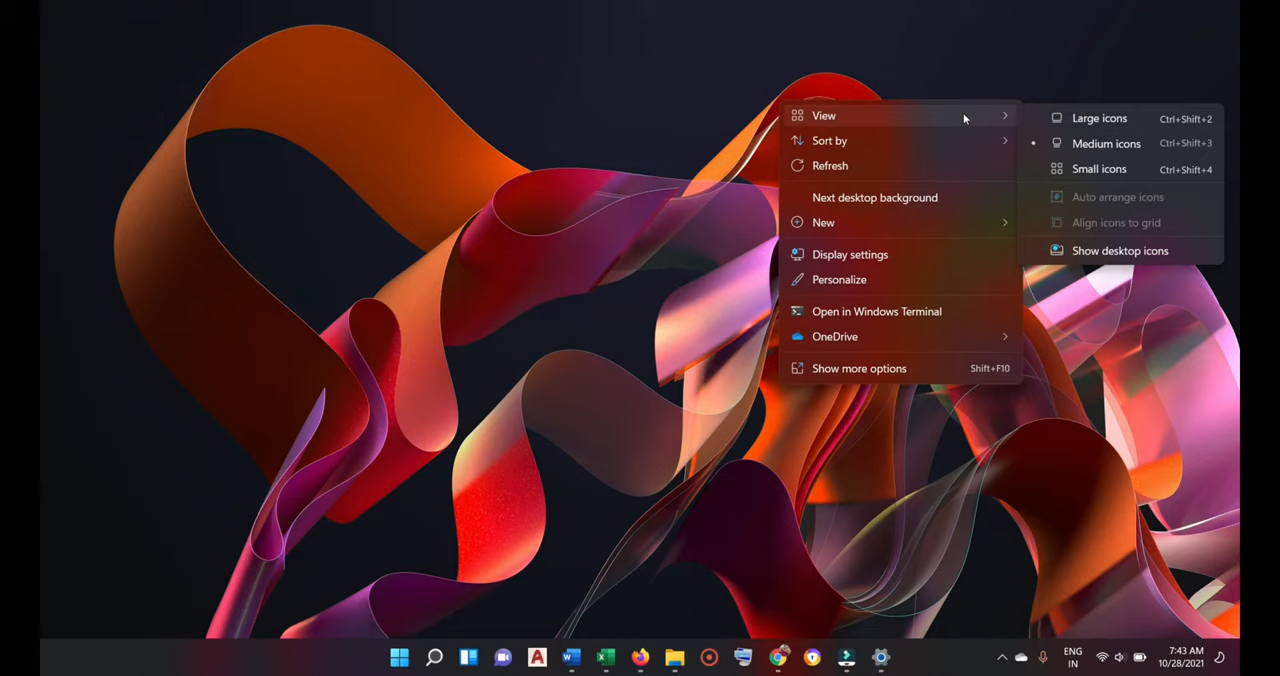 View
Sort by
Refresh
Next desktop background
New
Display settings
Personalize
Open in Windows Terminal
OneDrive
Show more options Shift+F10
Large icons Ctrl+Shift+2
Medium icons Ctrl+Shift+3
Small icons Ctrl+Shift+4
Auto arrange icons
Align icons to grid
Show desktop icons
A
ENG
IN
7:43 AM
10/28/2021